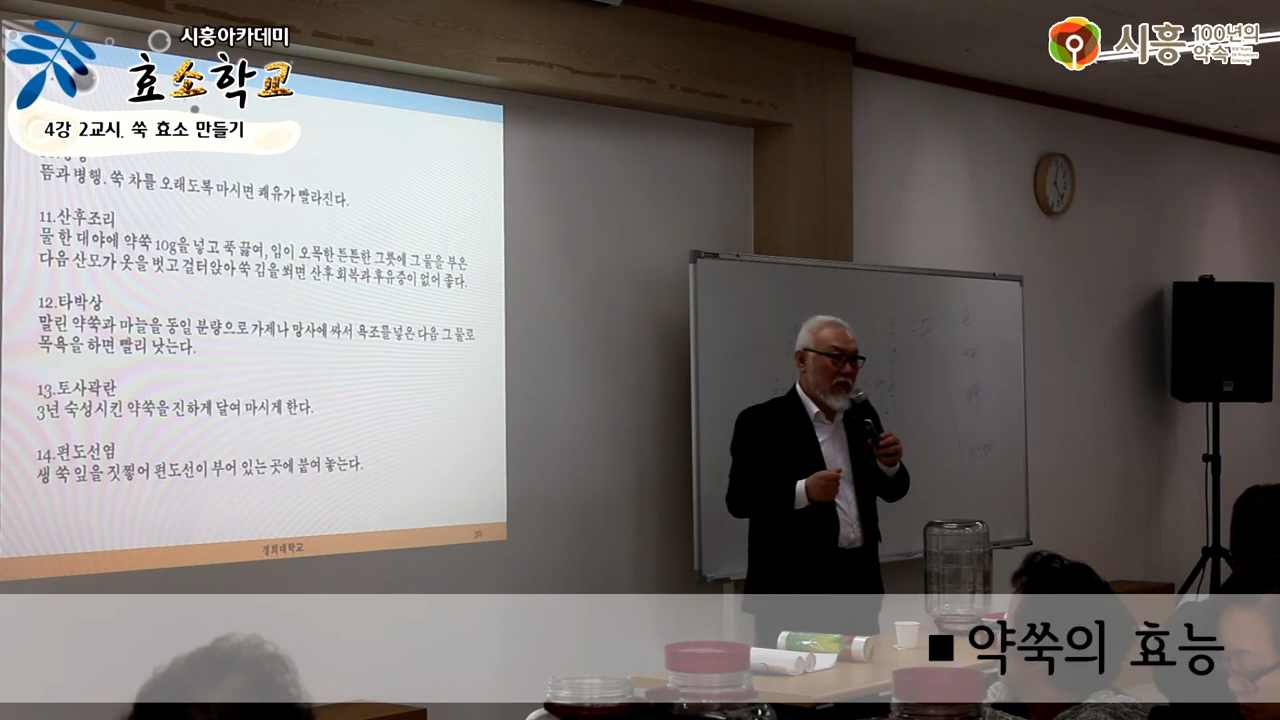 시흥아카데미
효소학교
4강 2교시. 쑥 효소 만들기
시흥 100년의 약속
뜸과 병행. 쑥 차를 오래도록 마시면 쾌유가 빨라진다.
11.산후조리
물 한 대야에 약쑥 10g을 넣고 푹 끓여, 입이 오목한 튼튼한 그릇에 그 물을 부은
다음 산모가 옷을 벗고 걸터앉아 쑥 김을 쐬면 산후 회복과 후유증이 없어 좋다.
12.타박상
말린 약쑥과 마늘을 동일 분량으로 가제나 망사에 싸서 욕조를 넣은 다음 그 물로
목욕을 하면 빨리 낫는다.
13.토사곽란
3년 숙성시킨 약쑥을 진하게 달여 마시게 한다.
14.편도선염
생 쑥 잎을 짓찧어 편도선이 부어 있는 곳에 붙여 놓는다.
경희대학교
30
■ 약쑥의 효능